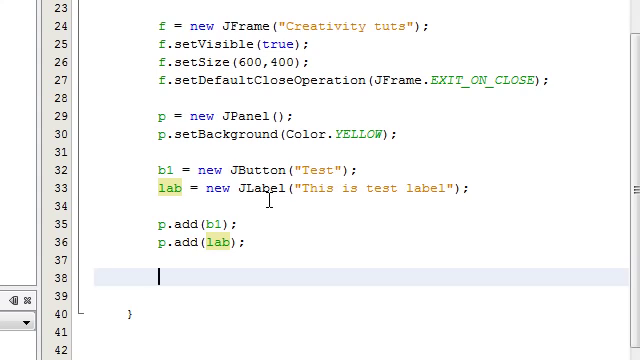 23
24 f = new JFrame("Creativity tuts");
25 f.setVisible(true);
26 f.setSize(600,400);
27 f.setDefaultCloseOperation(JFrame.EXIT_ON_CLOSE);
28
29 p = new JPanel();
30 p.setBackground(Color.YELLOW);
31
32 b1 = new JButton("Test");
33 lab = new JLabel("This is test label");
34
35 p.add(b1);
36 p.add(lab);
37
38
39
40 }
41
42